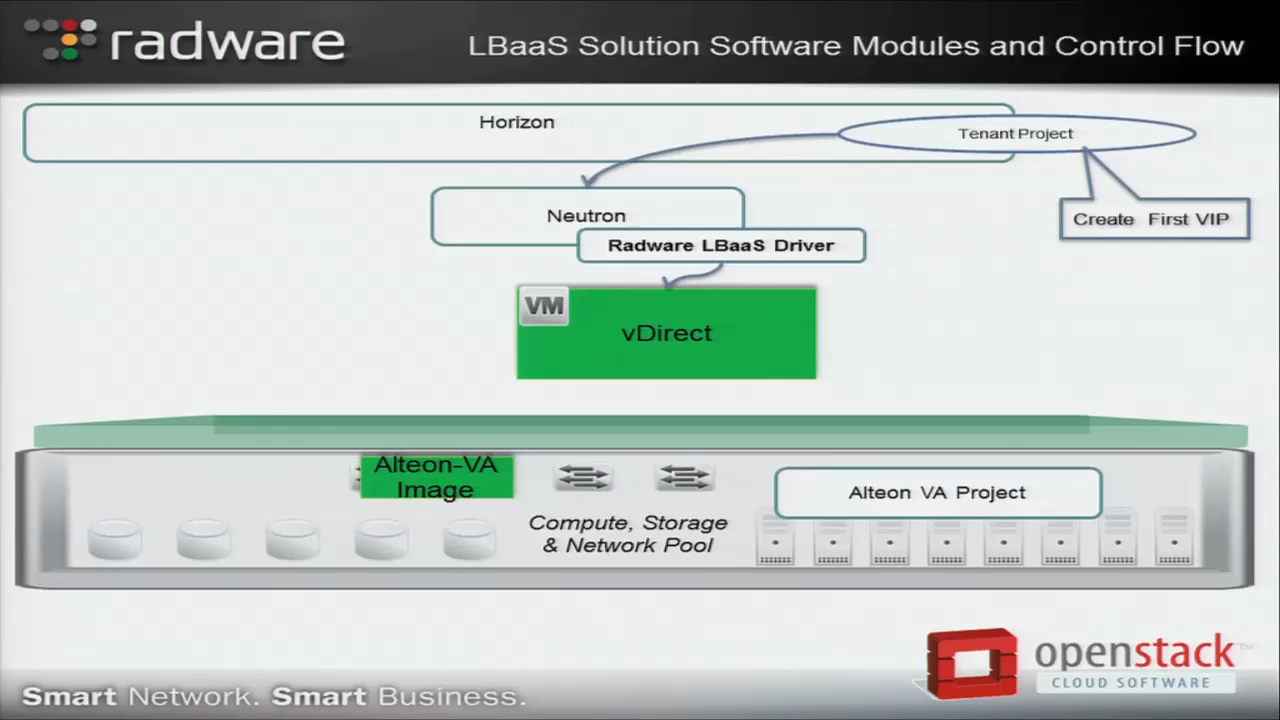 radware
LBaaS Solution Software Modules and Control Flow
Horizon
Tenant Project
Create First VIP
Neutron
Radware LBaaS Driver
VM
vDirect
Alteon-VA
Image
Alteon VA Project
Compute, Storage
& Network Pool
openstack™
CLOUD SOFTWARE
Smart Network. Smart Business.